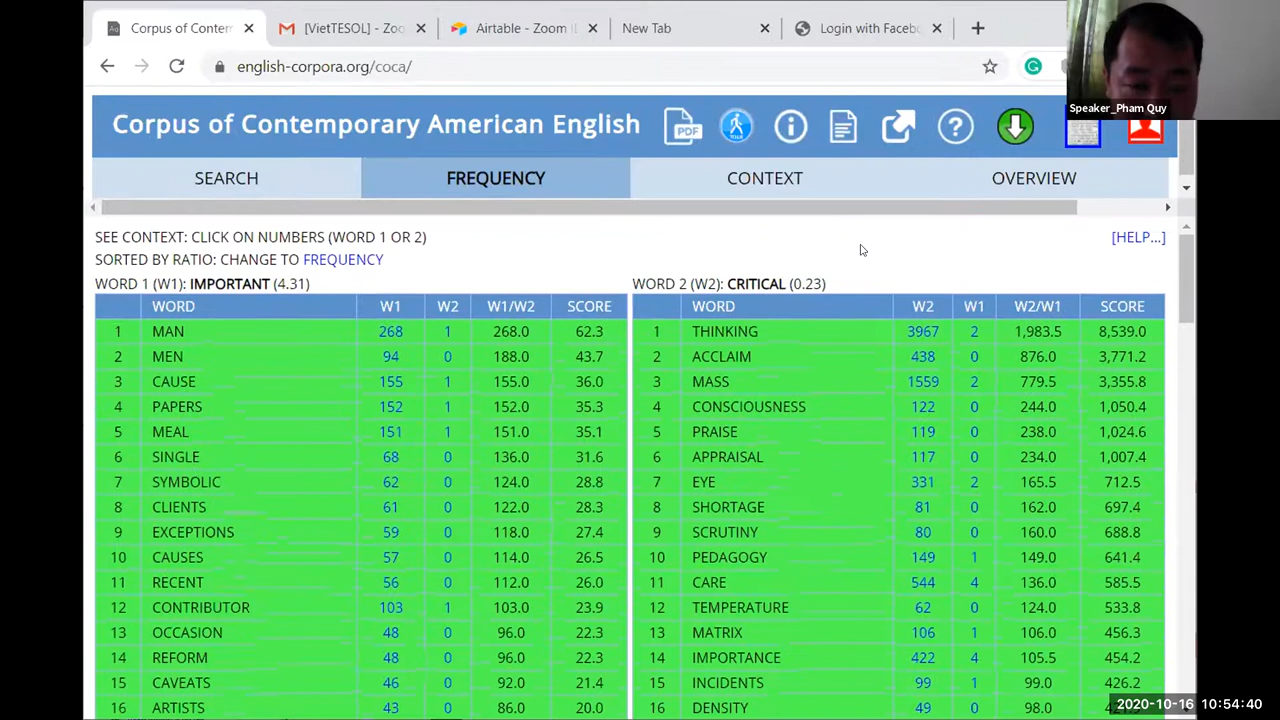 Corpus of Contem
[VietTESOL] - Zoo
Airtable - Zoom I
New Tab
Login with Faceb
english-corpora.org/coca/
Speaker_Pham Quy
Corpus of Contemporary American English
PDF
SEARCH
FREQUENCY
CONTEXT
OVERVIEW
SEE CONTEXT: CLICK ON NUMBERS (WORD 1 OR 2)
[HELP...]
SORTED BY RATIO: CHANGE TO FREQUENCY
WORD 1 (W1): IMPORTANT (4.31)
WORD W1 W2 W1/W2 SCORE
1 MAN 268 1 268.0 62.3
2 MEN 94 0 188.0 43.7
3 CAUSE 155 1 155.0 36.0
4 PAPERS 152 1 152.0 35.3
5 MEAL 151 1 151.0 35.1
6 SINGLE 68 0 136.0 31.6
7 SYMBOLIC 62 0 124.0 28.8
8 CLIENTS 61 0 122.0 28.3
9 EXCEPTIONS 59 0 118.0 27.4
10 CAUSES 57 0 114.0 26.5
11 RECENT 56 0 112.0 26.0
12 CONTRIBUTOR 103 1 103.0 23.9
13 OCCASION 48 0 96.0 22.3
14 REFORM 48 0 96.0 22.3
15 CAVEATS 46 0 92.0 21.4
16 ARTISTS 43 0 86.0 20.0
WORD 2 (W2): CRITICAL (0.23)
WORD W2 W1 W2/W1 SCORE
1 THINKING 3967 2 1,983.5 8,539.0
2 ACCLAIM 438 0 876.0 3,771.2
3 MASS 1559 2 779.5 3,355.8
4 CONSCIOUSNESS 122 0 244.0 1,050.4
5 PRAISE 119 0 238.0 1,024.6
6 APPRAISAL 117 0 234.0 1,007.4
7 EYE 331 2 165.5 712.5
8 SHORTAGE 81 0 162.0 697.4
9 SCRUTINY 80 0 160.0 688.8
10 PEDAGOGY 149 1 149.0 641.4
11 CARE 544 4 136.0 585.5
12 TEMPERATURE 62 0 124.0 533.8
13 MATRIX 106 1 106.0 456.3
14 IMPORTANCE 422 4 105.5 454.2
15 INCIDENTS 99 1 99.0 426.2
16 DENSITY 49 0 98.0
2020-10-16 10:54:40